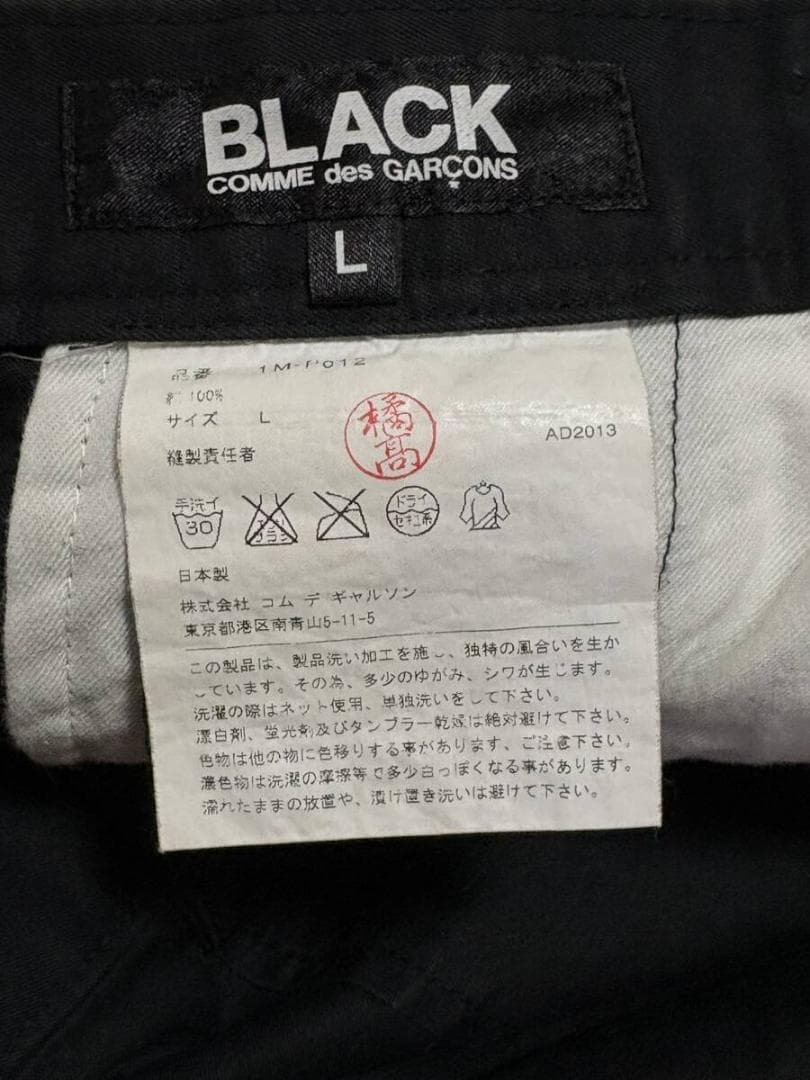 BLACK
COMME des GARÇONS
L
品番 1M-P012
綿 100%
サイズ L
橘高
AD2013
縫製責任者
手洗イ
30
ドライ
セキユ系
日本製
株式会社 コム デ ギャルソン
東京都港区南青山5-11-5
この製品は、製品洗い加工を施し、独特の風合いを生か
しています。その為、多少のゆがみ、シワが生じます。
洗濯の際はネット使用、単独洗いをして下さい。
漂白剤、蛍光剤及びタンブラー乾燥は絶対避けて下さい。
色物は他の物に色移りする事があります、ご注意下さい。
濃色物は洗濯の摩擦等で多少白っぽくなる事があります。
濡れたままの放置や、漬け置き洗いは避けて下さい。